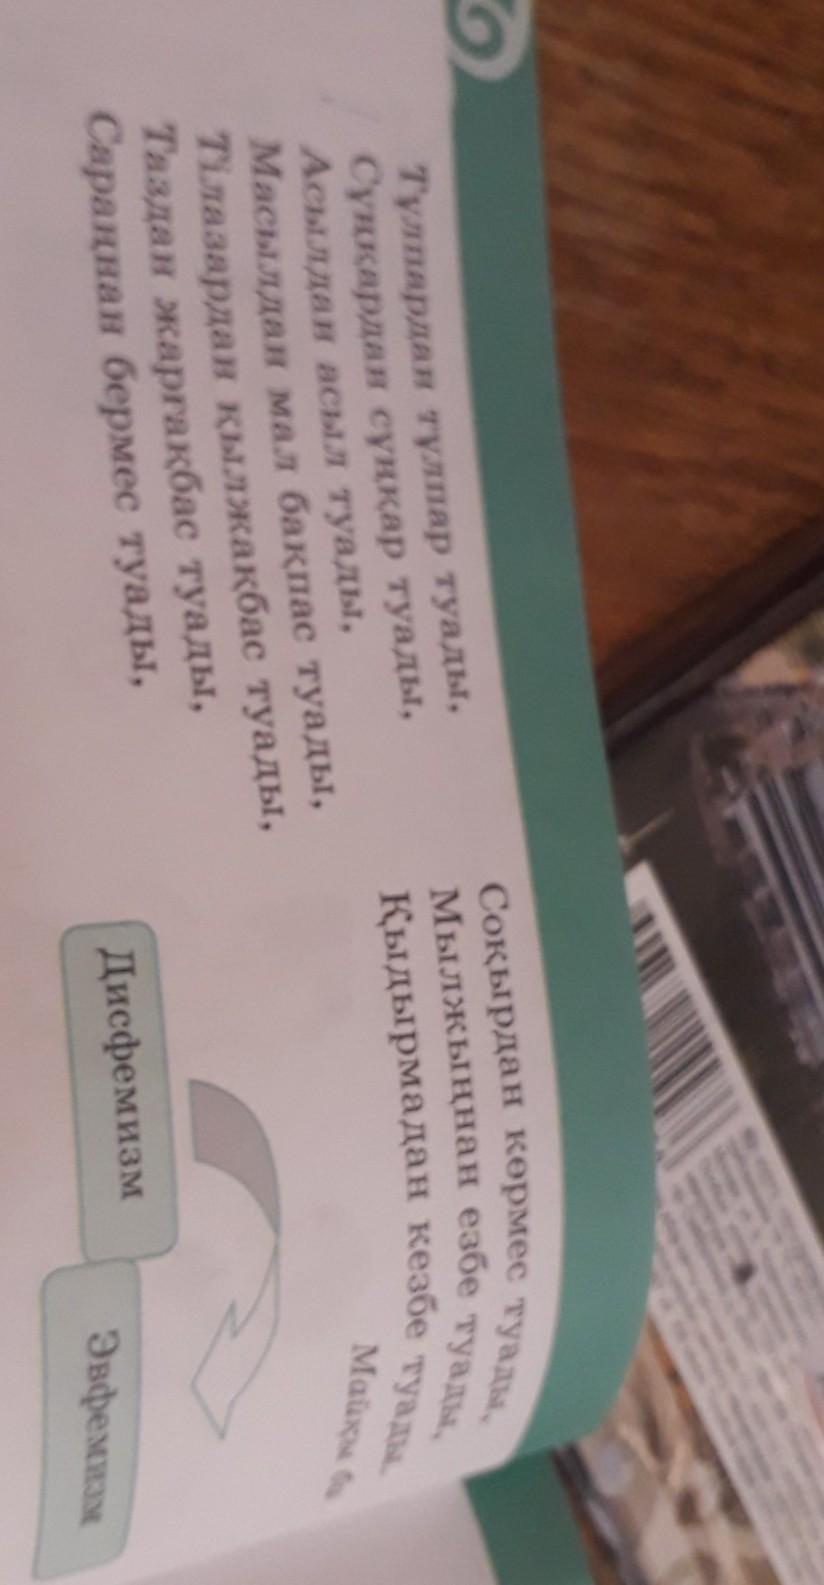 Тұлпардан тұлпар туады,
Сұңқардан сұңқар туады,
Асылдан асыл туады,
Масылдан мал бақпас туады,
Тілазардан қылжақбас туады,
Таздан жарғақбас туады,
Сараңнан бермес туады,
Соқырдан көрмес туады,
Мылжыңнан езбе туады,
Қыдырмадан кезбе туады.
Майқы би
Дисфемизм
Эвфемизм